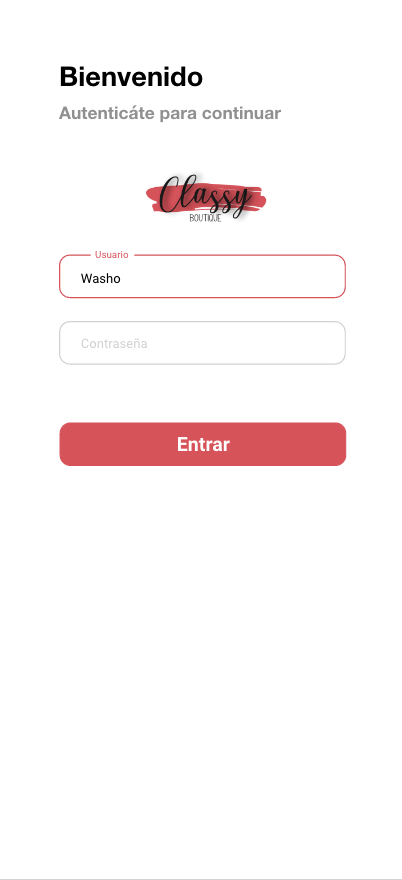 Bienvenido
Autenticáte para continuar
Classy
BOUTIQUE
Usuario
Washo
Contraseña
Entrar